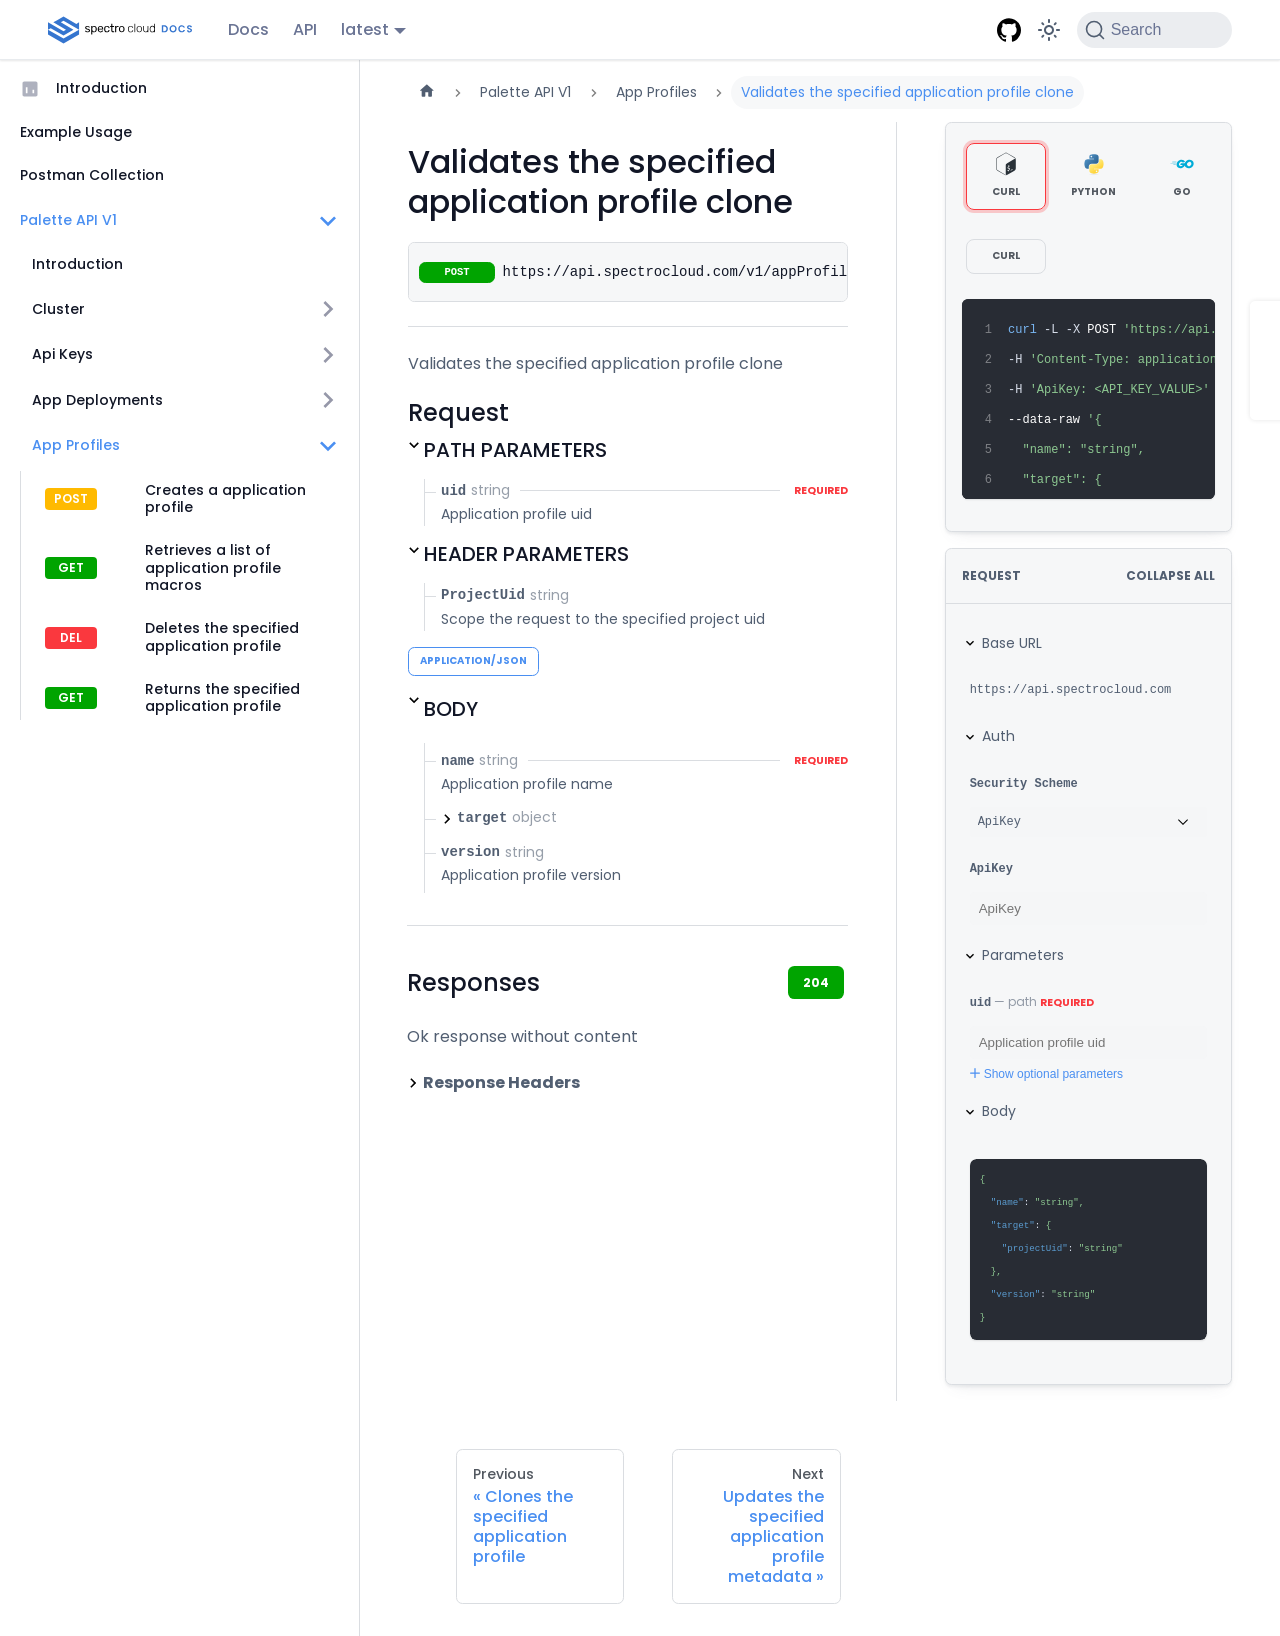 spectro cloud DOCS
Docs API latest
Search
Introduction
Example Usage
Postman Collection
Palette API V1
Introduction
Cluster
Api Keys
App Deployments
App Profiles
POST Creates a application
profile
GET Retrieves a list of
application profile
macros
DEL Deletes the specified
application profile
GET Returns the specified
application profile
Palette API V1 App Profiles Validates the specified application profile clone
Validates the specified
application profile clone
POST https://api.spectrocloud.com/v1/appProfil
Validates the specified application profile clone
Request
PATH PARAMETERS
uid string REQUIRED
Application profile uid
HEADER PARAMETERS
ProjectUid string
Scope the request to the specified project uid
APPLICATION/JSON
BODY
name string REQUIRED
Application profile name
target object
version string
Application profile version
Responses 204
Ok response without content
Response Headers
CURL PYTHON GO
CURL
1 curl -L -X POST 'https://api.
2 -H 'Content-Type: application
3 -H 'ApiKey: <API_KEY_VALUE>'
4 --data-raw '{
5 "name": "string",
6 "target": {
REQUEST COLLAPSE ALL
Base URL
https://api.spectrocloud.com
Auth
Security Scheme
ApiKey
ApiKey
ApiKey
Parameters
uid — path REQUIRED
Application profile uid
Show optional parameters
Body
{
"name": "string",
"target": {
"projectUid": "string"
},
"version": "string"
}
Previous
« Clones the
specified
application
profile
Next
Updates the
specified
application
profile
metadata »